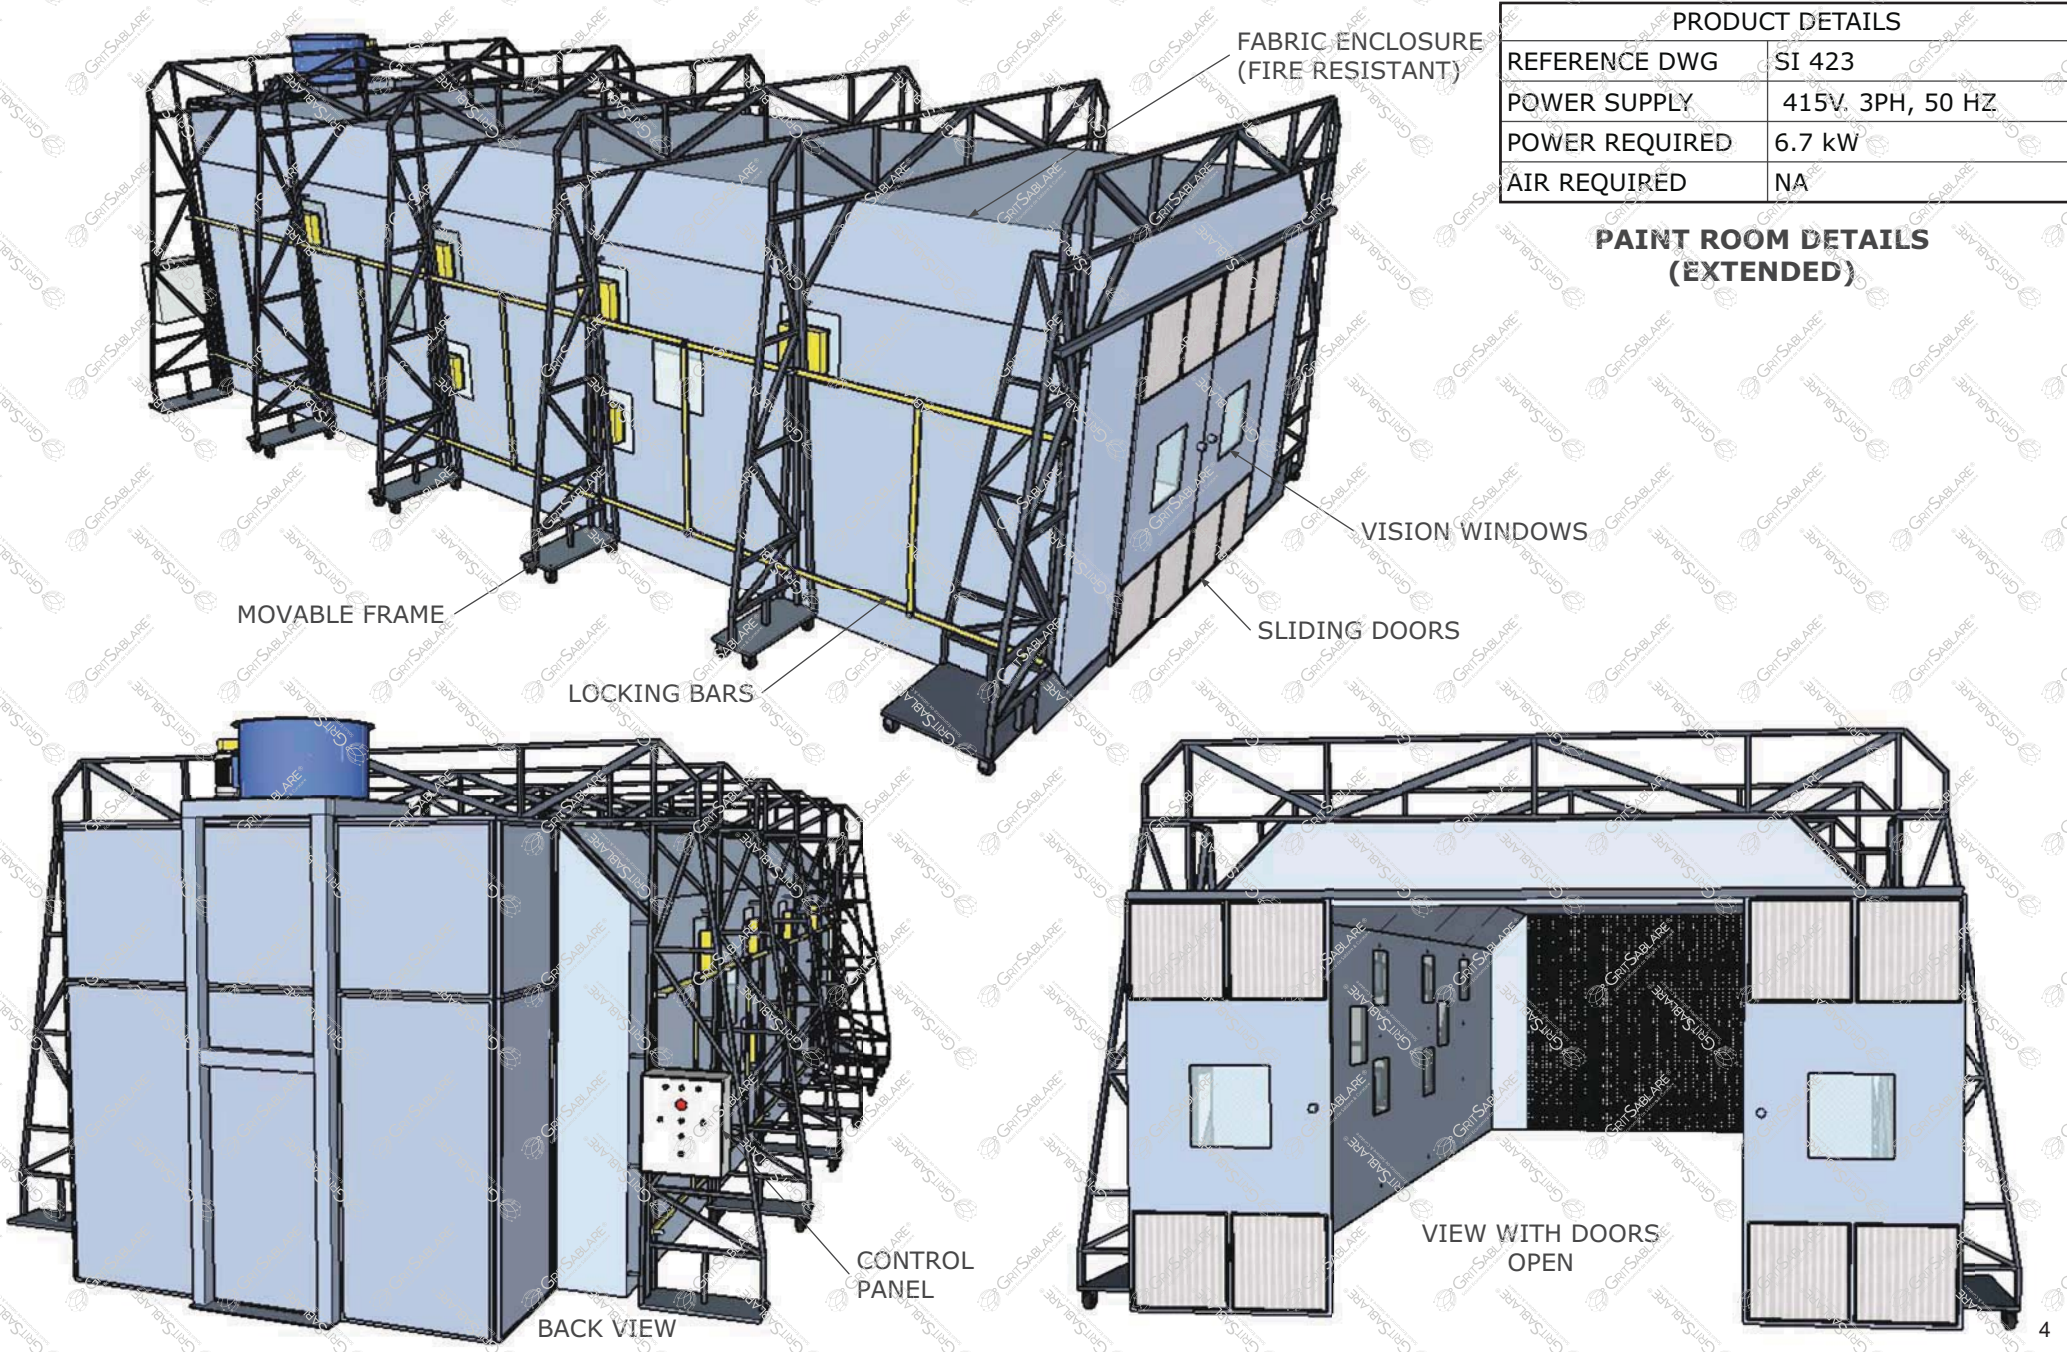 PRODUCT DETAILS
REFERENCE DWG SI 423
POWER SUPPLY 415V. 3PH, 50 HZ
POWER REQUIRED 6.7 kW
AIR REQUIRED NA
PAINT ROOM DETAILS
(EXTENDED)
FABRIC ENCLOSURE
(FIRE RESISTANT)
VISION WINDOWS
SLIDING DOORS
MOVABLE FRAME
LOCKING BARS
CONTROL
PANEL
BACK VIEW
VIEW WITH DOORS
OPEN
4
GRITSABLARE®